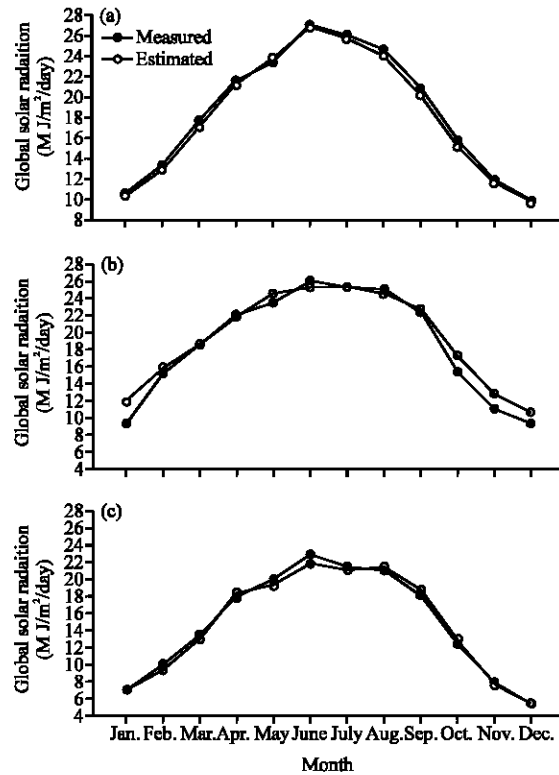 (a)
Measured
Estimated
Global solar radaition
(M J/m²/day)
28
26
24
22
20
18
16
14
12
10
8
(b)
Global solar radaition
(M J/m²/day)
28
26
24
22
20
18
16
14
12
10
8
6
4
(c)
Global solar radaition
(M J/m²/day)
28
26
24
22
20
18
16
14
12
10
8
6
4
Jan. Feb. Mar. Apr. May June July Aug. Sep. Oct. Nov. Dec.
Month